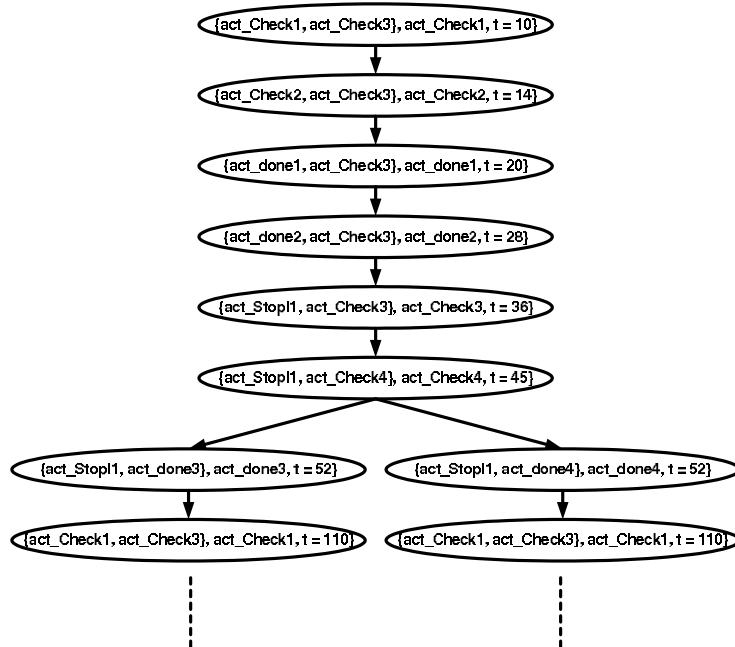 {act_Check1, act_Check3}, act_Check1, t = 10}
{act_Check2, act_Check3}, act_Check2, t = 14}
{act_done1, act_Check3}, act_done1, t = 20}
{act_done2, act_Check3}, act_done2, t = 28}
{act_StopI1, act_Check3}, act_Check3, t = 36}
{act_StopI1, act_Check4}, act_Check4, t = 45}
{act_StopI1, act_done3}, act_done3, t = 52}
{act_StopI1, act_done4}, act_done4, t = 52}
{act_Check1, act_Check3}, act_Check1, t = 110}
{act_Check1, act_Check3}, act_Check1, t = 110}